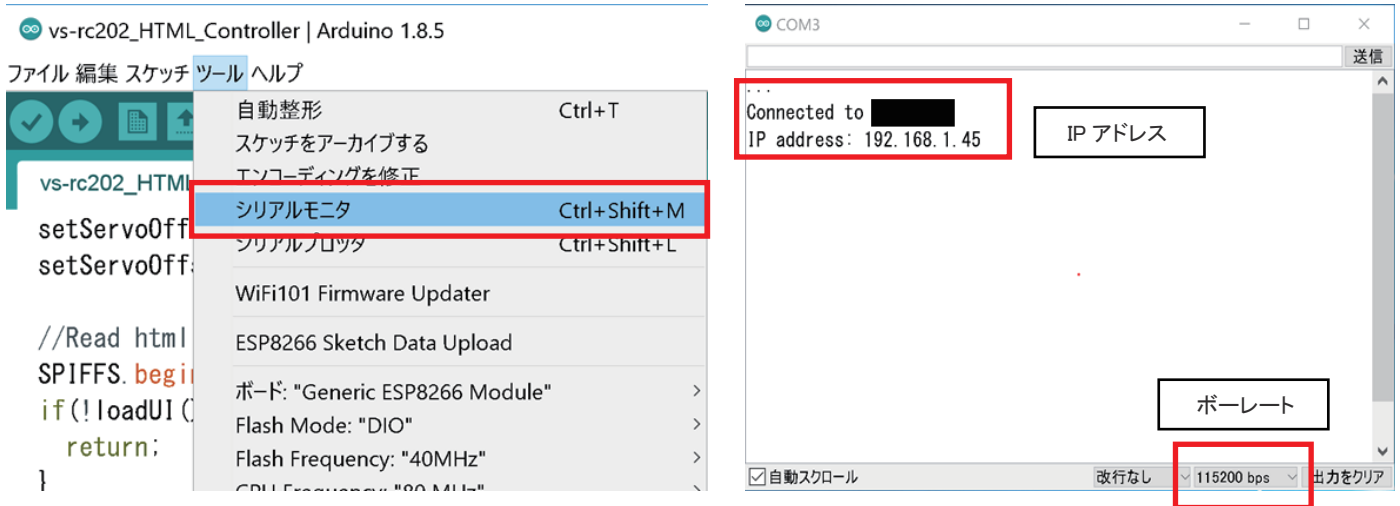 vs-rc202_HTML_Controller | Arduino 1.8.5
ファイル 編集 スケッチ ツール ヘルプ
自動整形 Ctrl+T
スケッチをアーカイブする
エンコーディングを修正
vs-rc202_HTML
シリアルモニタ Ctrl+Shift+M
シリアルプロッタ Ctrl+Shift+L
WiFi101 Firmware Updater
ESP8266 Sketch Data Upload
ボード: "Generic ESP8266 Module"
Flash Mode: "DIO"
Flash Frequency: "40MHz"
CPU Frequency: "80 MHz"
setServoOff
setServoOffs
//Read html
SPIFFS.begi
if(!loadUI()
return;
}
COM3
送信
...
Connected to
IP address: 192.168.1.45
IP アドレス
ボーレート
自動スクロール 改行なし 115200 bps 出力をクリア